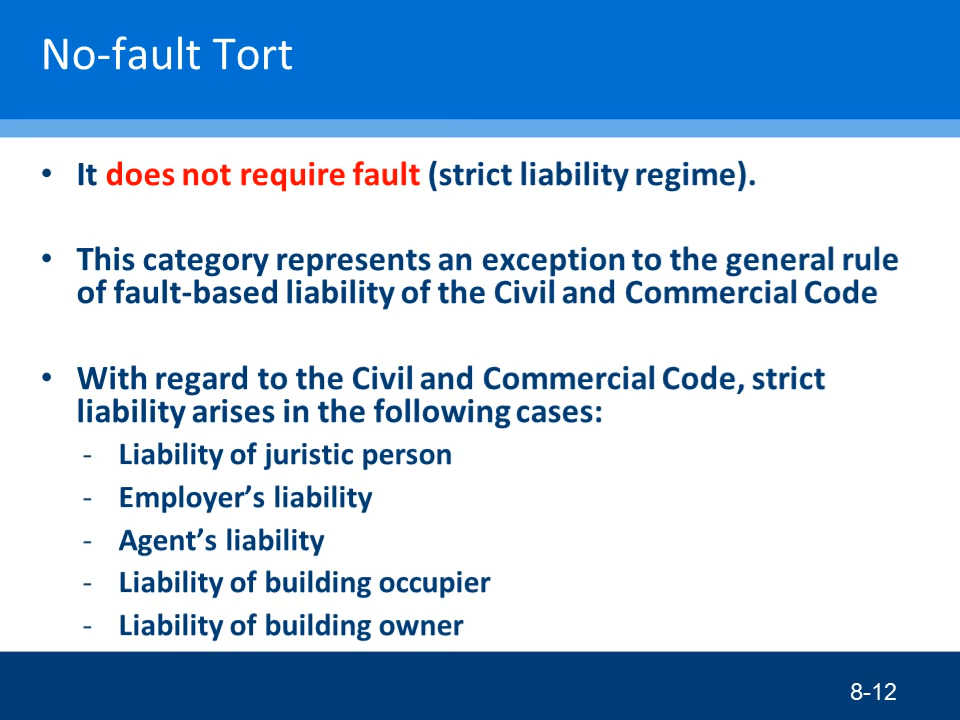 No-fault Tort
• It does not require fault (strict liability regime).
• This category represents an exception to the general rule
of fault-based liability of the Civil and Commercial Code
• With regard to the Civil and Commercial Code, strict
liability arises in the following cases:
- Liability of juristic person
- Employer’s liability
- Agent’s liability
- Liability of building occupier
- Liability of building owner
8-12